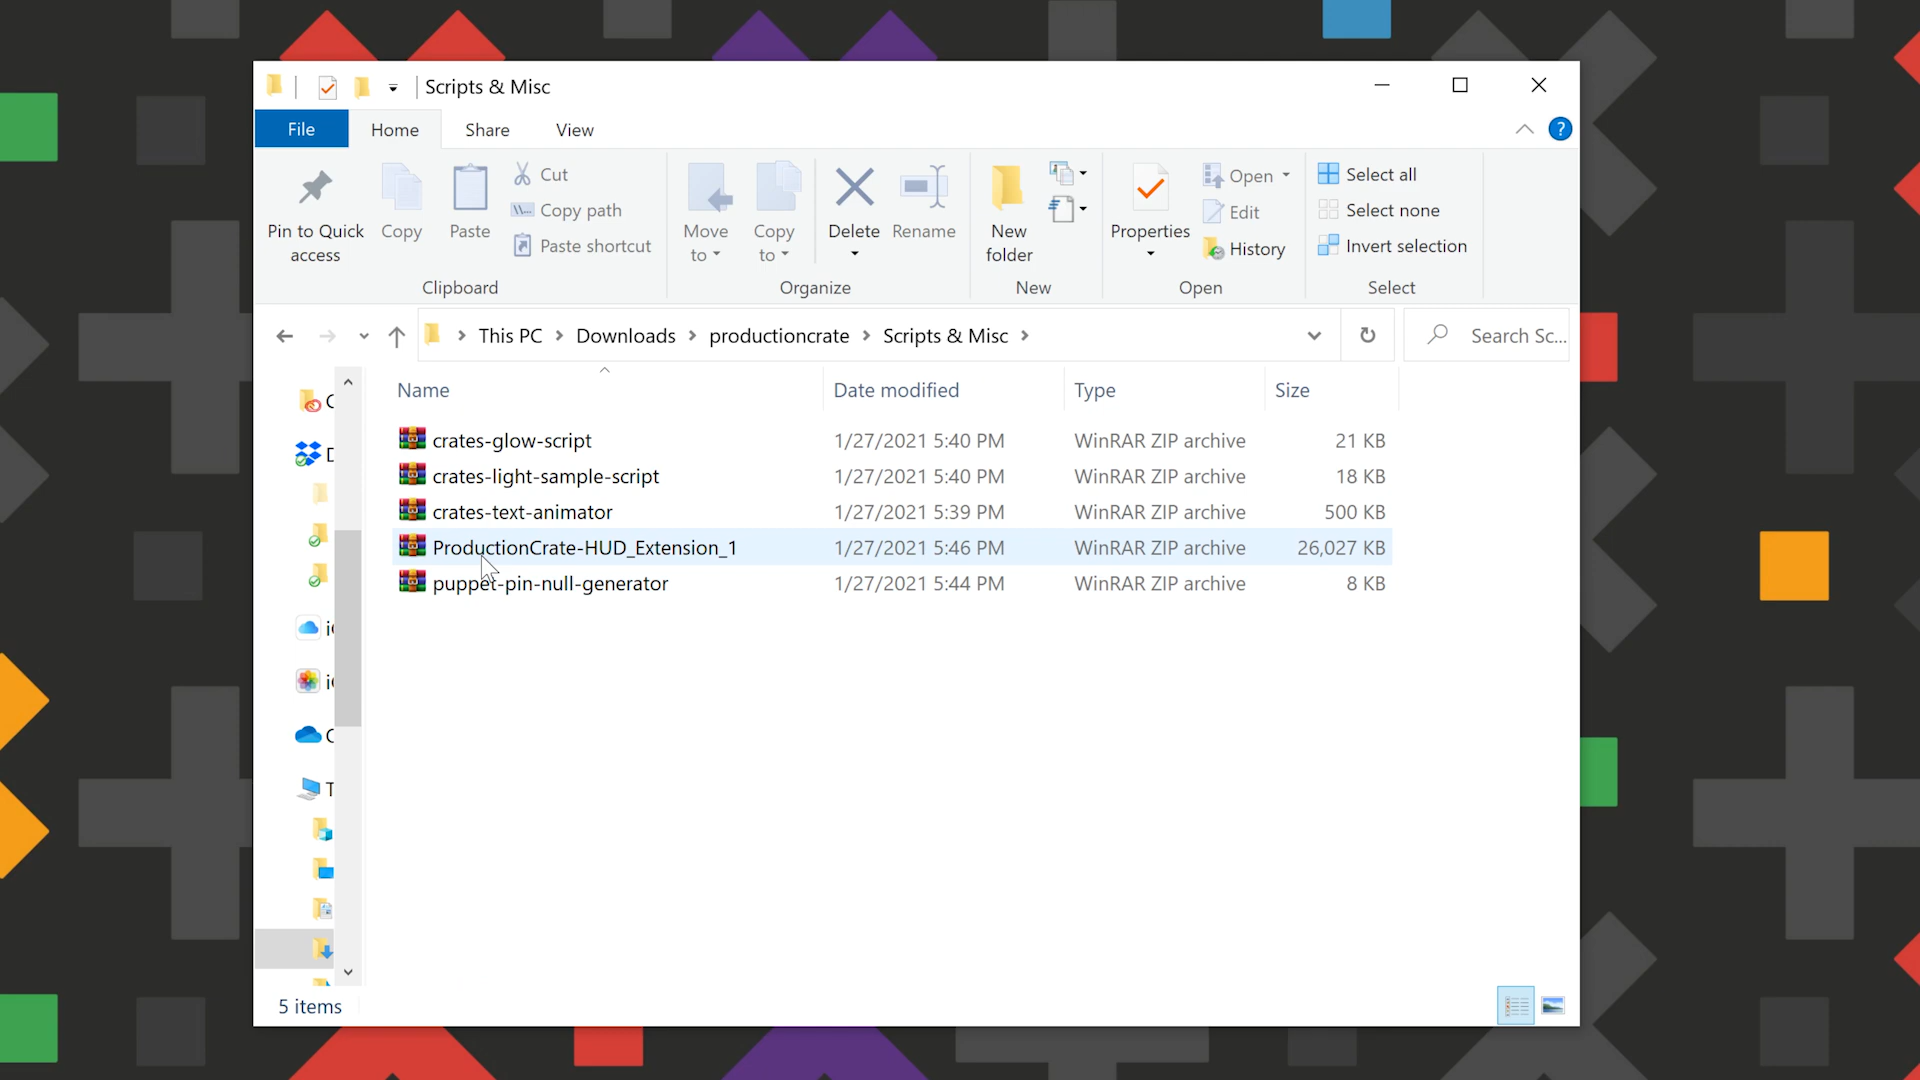 Scripts & Misc
File Home Share View
Pin to Quick access
Copy
Paste
Cut
Copy path
Paste shortcut
Clipboard
Move to
Copy to
Delete
Rename
Organize
New folder
New
Properties
Open
Edit
History
Open
Select all
Select none
Invert selection
Select
This PC Downloads productioncrate Scripts & Misc
Search Sc...
Name Date modified Type Size
crates-glow-script 1/27/2021 5:40 PM WinRAR ZIP archive 21 KB
crates-light-sample-script 1/27/2021 5:40 PM WinRAR ZIP archive 18 KB
crates-text-animator 1/27/2021 5:39 PM WinRAR ZIP archive 500 KB
ProductionCrate-HUD_Extension_1 1/27/2021 5:46 PM WinRAR ZIP archive 26,027 KB
puppet-pin-null-generator 1/27/2021 5:44 PM WinRAR ZIP archive 8 KB
5 items